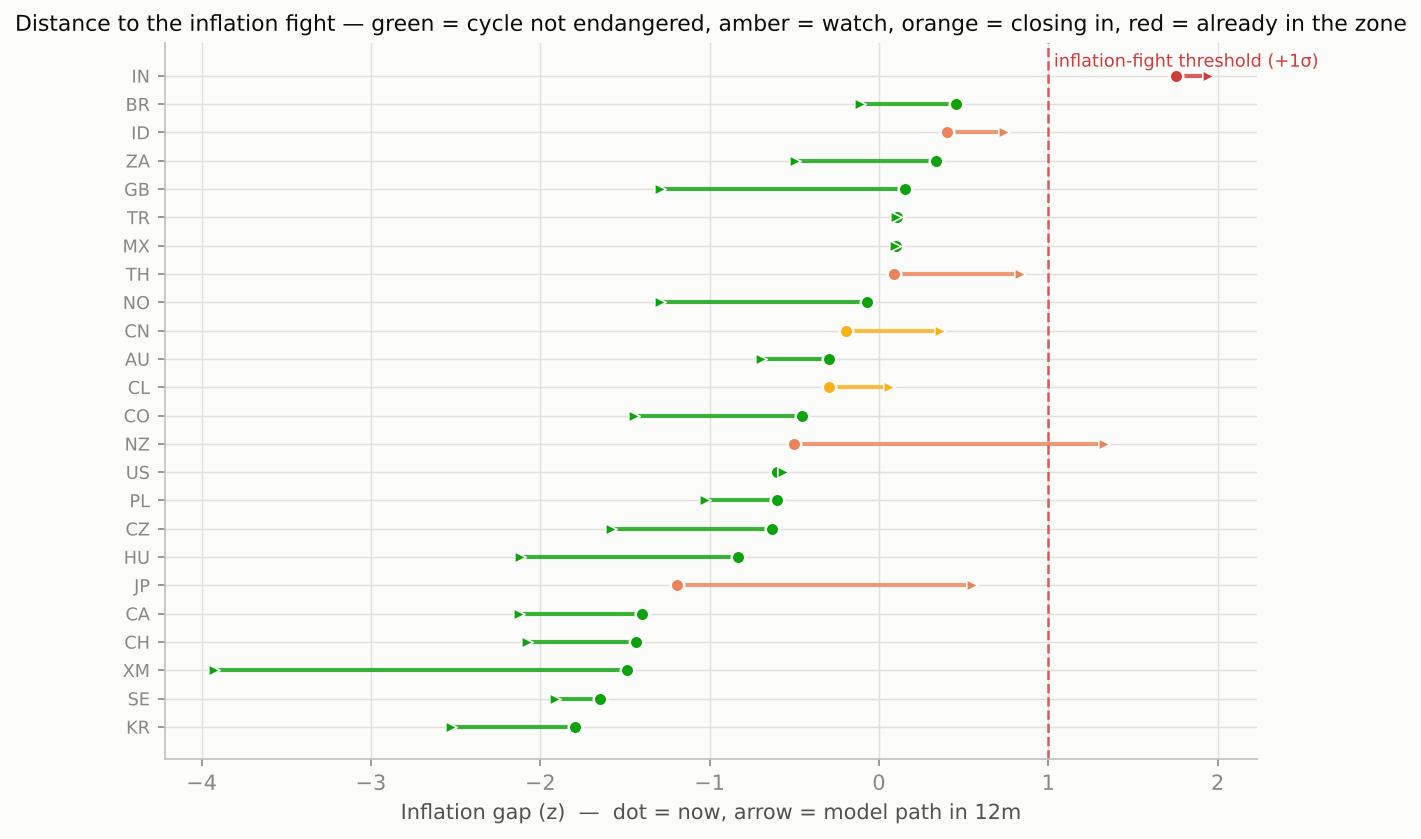 Distance to the inflation fight — green = cycle not endangered, amber = watch, orange = closing in, red = already in the zone
inflation-fight threshold (+1σ)
IN
BR
ID
ZA
GB
TR
MX
TH
NO
CN
AU
CL
CO
NZ
US
PL
CZ
HU
JP
CA
CH
XM
SE
KR
−4 −3 −2 −1 0 1 2
Inflation gap (z) — dot = now, arrow = model path in 12m